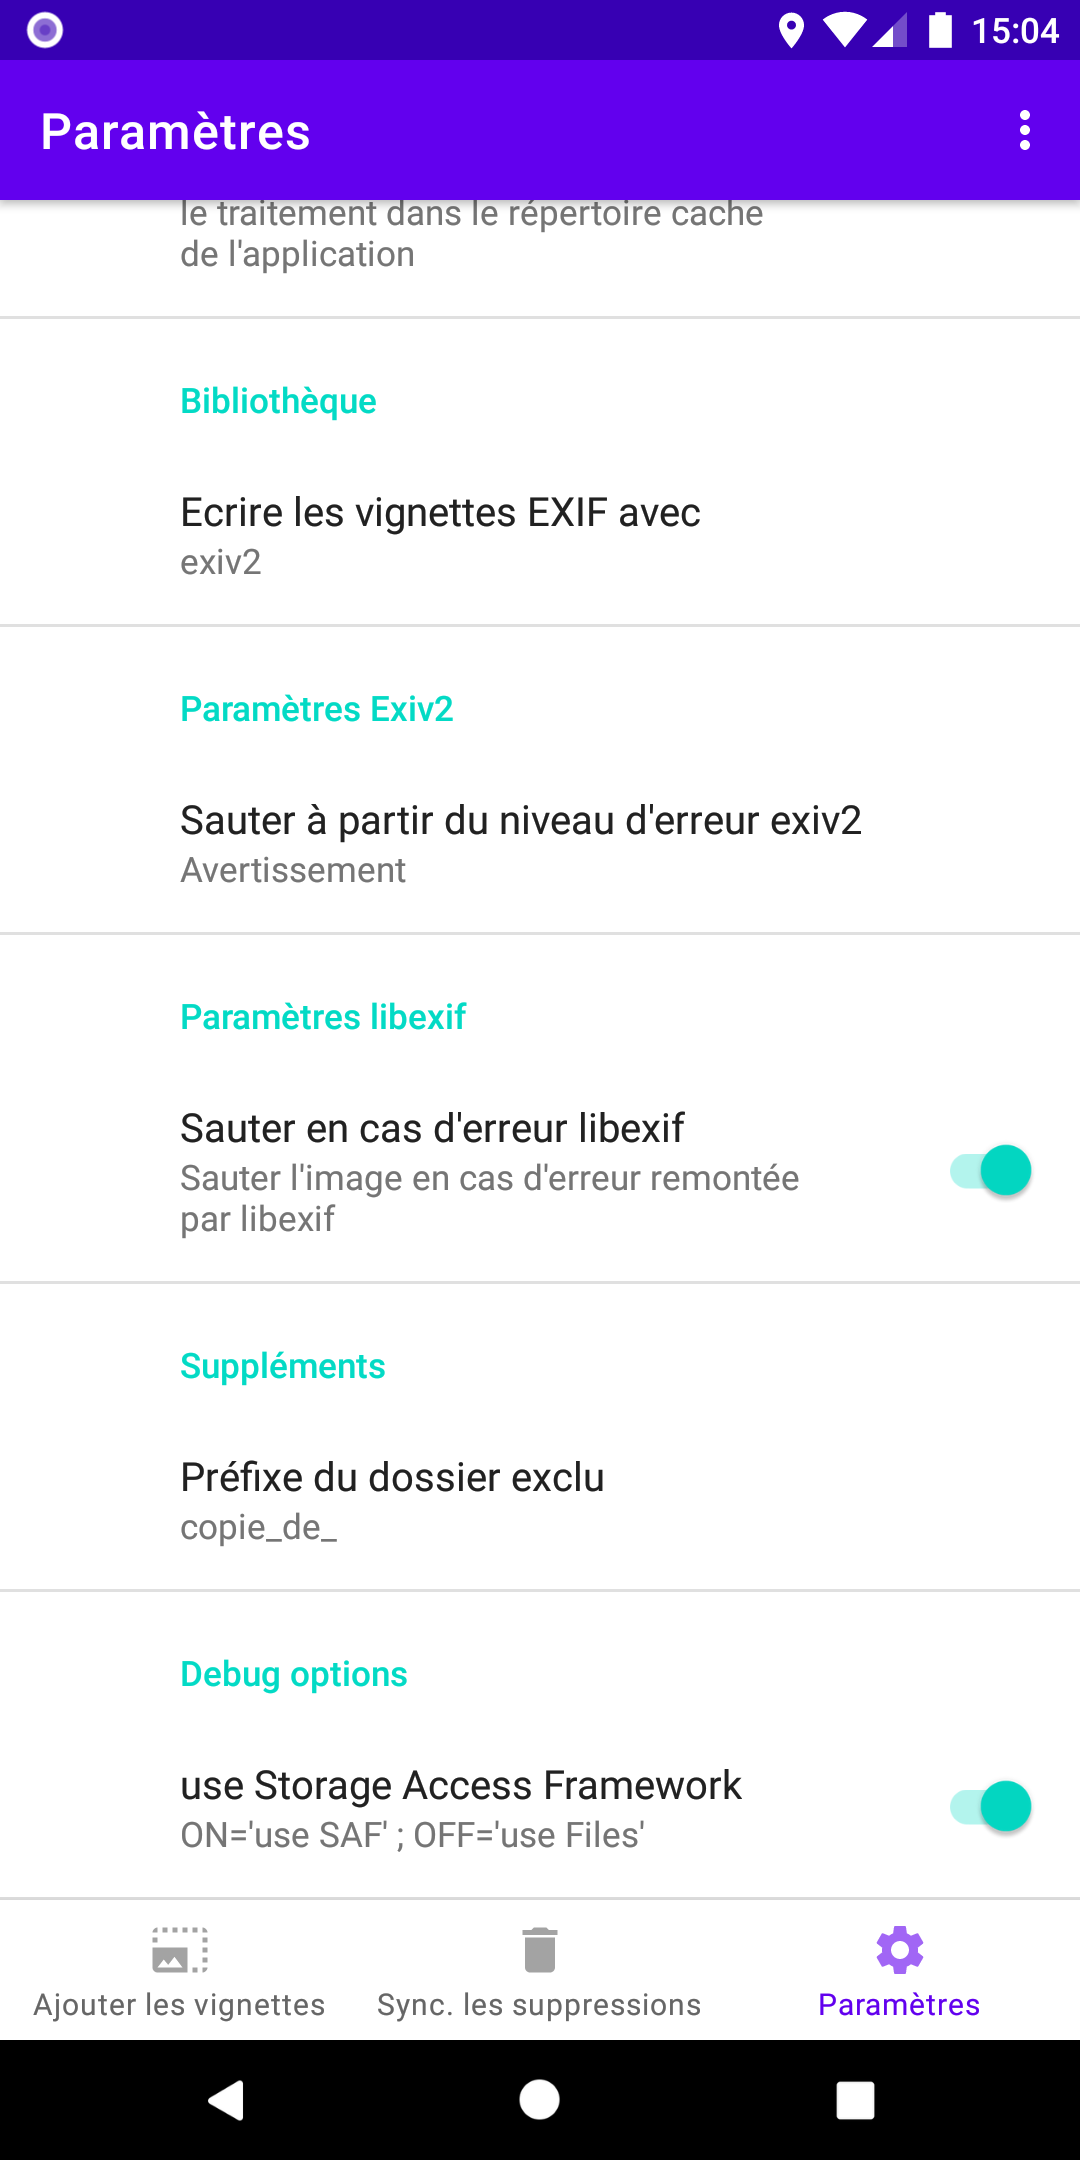 15:04
Paramètres
le traitement dans le répertoire cache
de l'application
Bibliothèque
Ecrire les vignettes EXIF avec
exiv2
Paramètres Exiv2
Sauter à partir du niveau d'erreur exiv2
Avertissement
Paramètres libexif
Sauter en cas d'erreur libexif
Sauter l'image en cas d'erreur remontée
par libexif
Suppléments
Préfixe du dossier exclu
copie_de_
Debug options
use Storage Access Framework
ON='use SAF' ; OFF='use Files'
Ajouter les vignettes
Sync. les suppressions
Paramètres